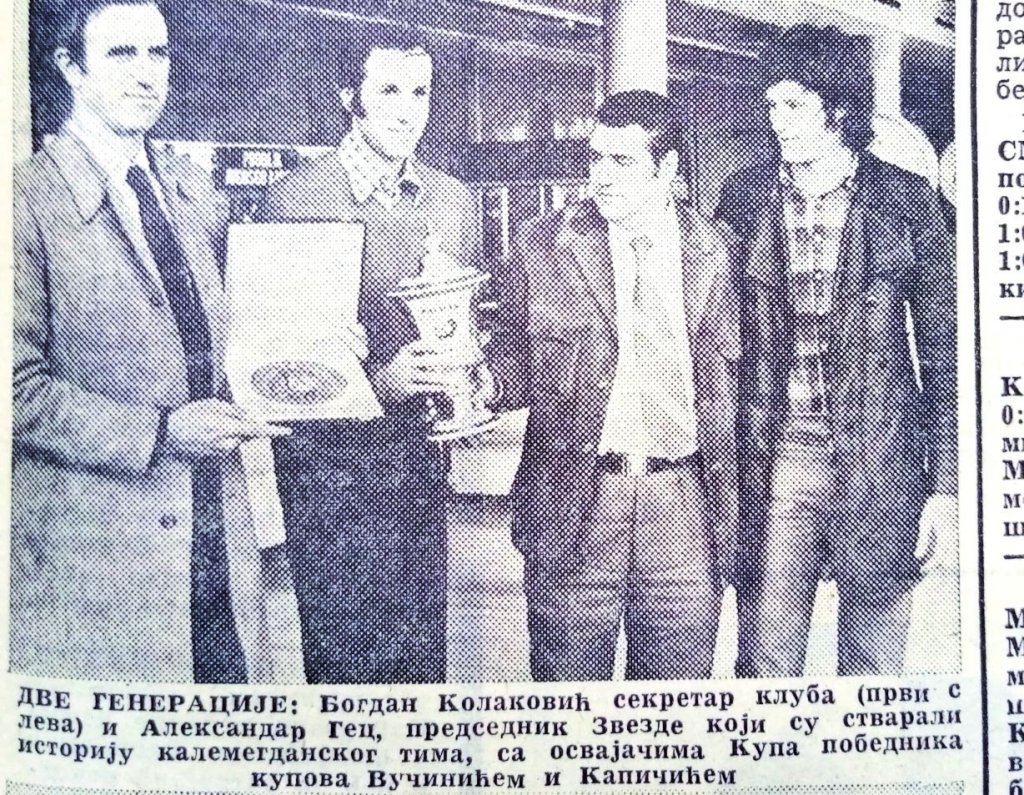 ДВЕ ГЕНЕРАЦИЈЕ: Богдан Колаковић секретар клуба (први с
лева) и Александар Гец, председник Звезде који су стварали
историју калемегданског тима, са освајачима Купа победника
купова Вучинићем и Капичићем